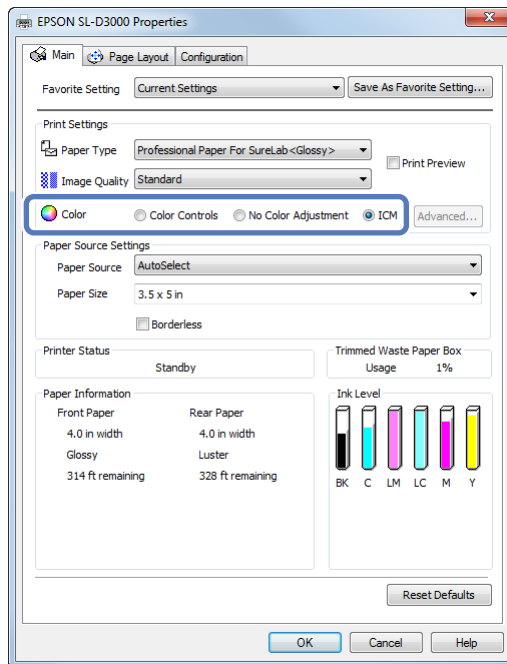 EPSON SL-D3000 Properties
Main Page Layout Configuration
Favorite Setting Current Settings Save As Favorite Setting...
Print Settings
Paper Type Professional Paper For SureLab<Glossy> Print Preview
Image Quality Standard
Color Color Controls No Color Adjustment ICM Advanced...
Paper Source Settings
Paper Source AutoSelect
Paper Size 3.5 x 5 in
Borderless
Printer Status Trimmed Waste Paper Box
Standby Usage 1%
Paper Information Ink Level
Front Paper Rear Paper
4.0 in width 4.0 in width
Glossy Luster
314 ft remaining 328 ft remaining
BK C LM LC M Y
Reset Defaults
OK Cancel Help